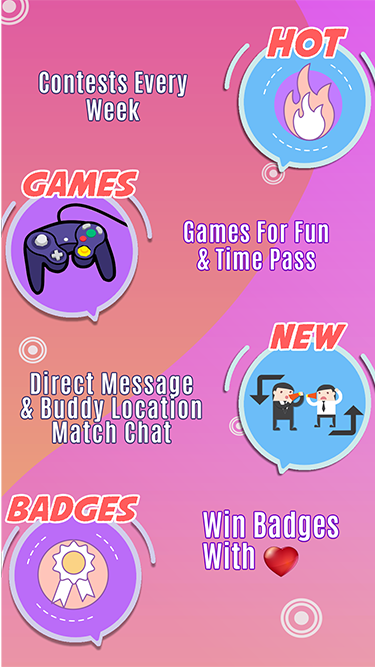 HOT
Contests Every
Week
GAMES
Games For Fun
& Time Pass
NEW
Direct Message
& Buddy Location
Match Chat
BADGES
Win Badges
With